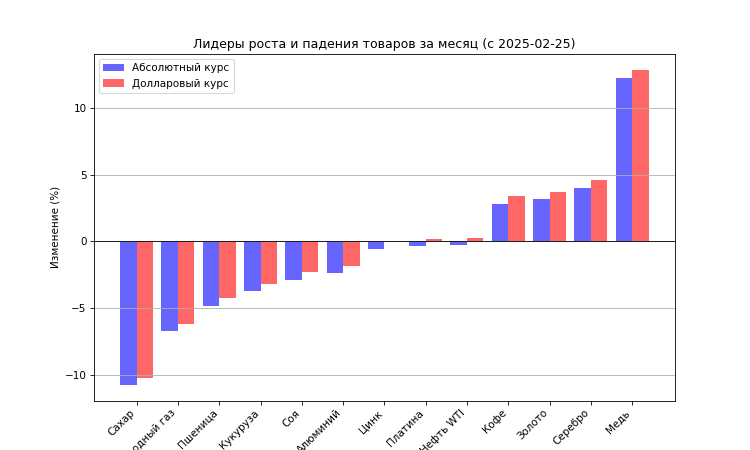 Лидеры роста и падения товаров за месяц (с 2025-02-25)
Абсолютный курс
Долларовый курс
Изменение (%)
10
5
0
−5
−10
Сахар
одный газ
Пшеница
Кукуруза
Соя
Алюминий
Цинк
Платина
Нефть WTI
Кофе
Золото
Серебро
Медь